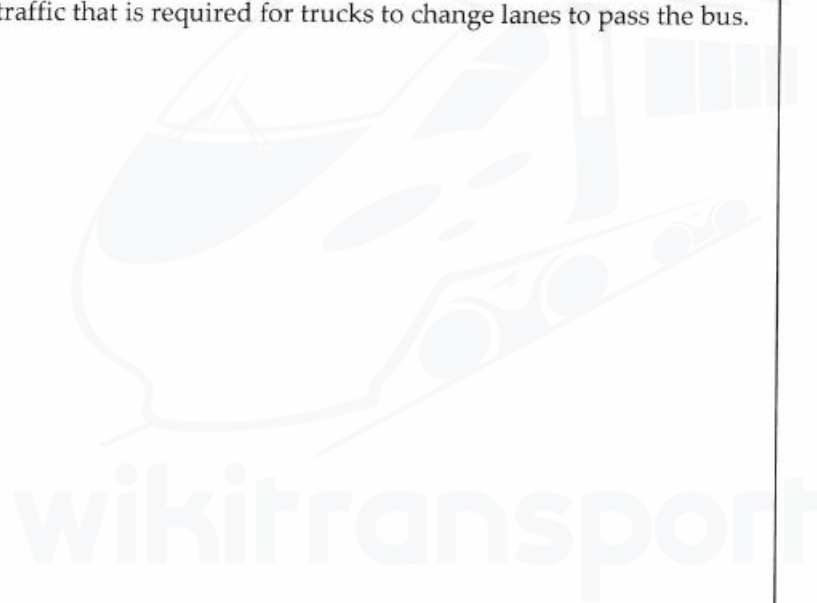 traffic that is required for trucks to change lanes to pass the bus.
wikitransport